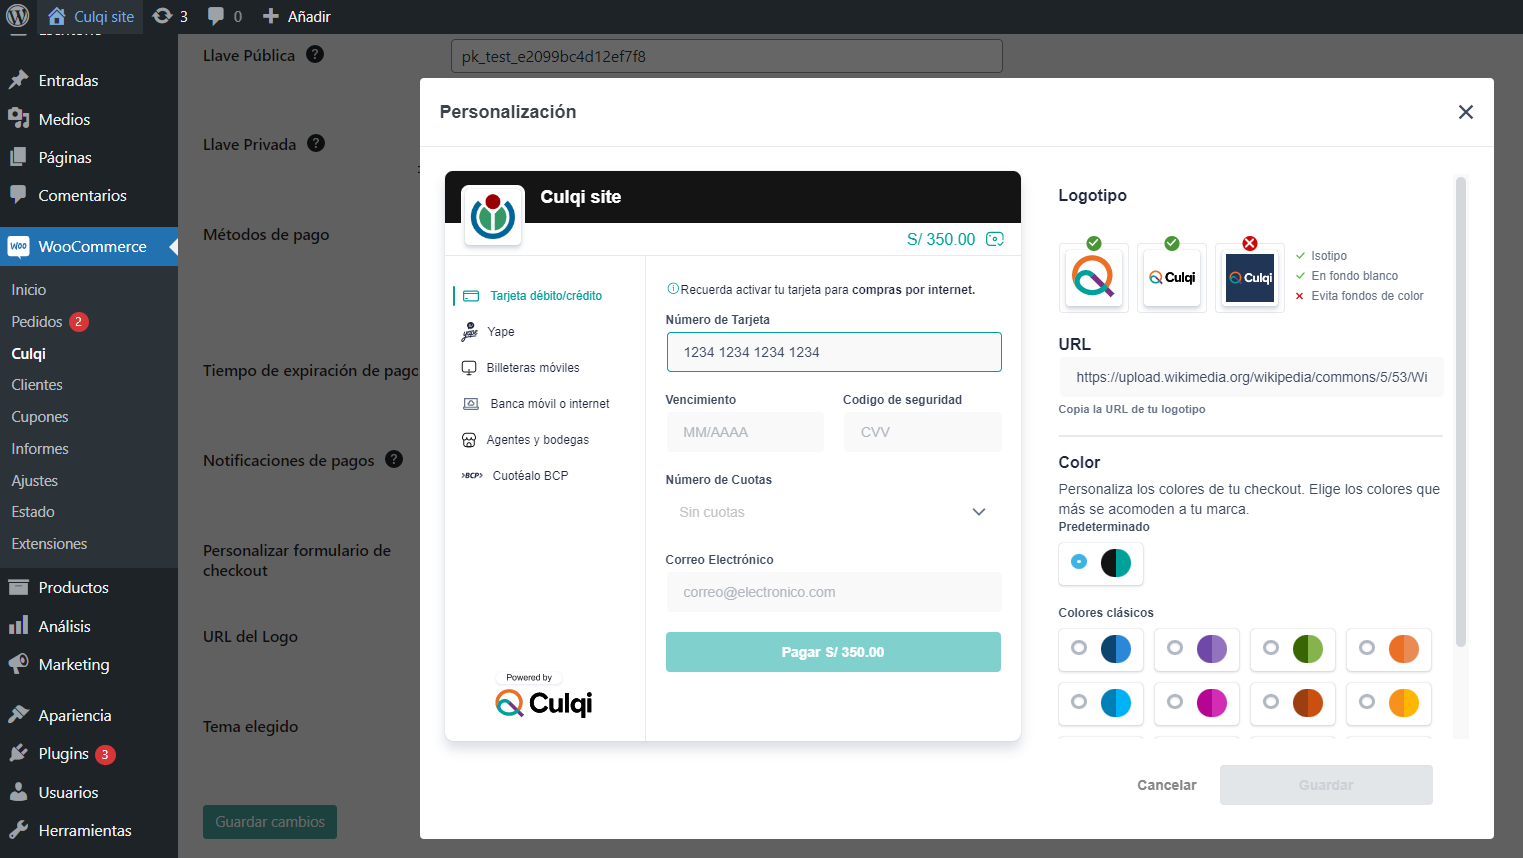 Culqi site
3
0
Añadir
Entradas
Medios
Páginas
Comentarios
WOO
WooCommerce
Inicio
Pedidos 2
Culqi
Clientes
Cupones
Informes
Ajustes
Estado
Extensiones
Productos
Análisis
Marketing
Apariencia
Plugins 3
Usuarios
Herramientas
Llave Pública ?
pk_test_e2099bc4d12ef7f8
Llave Privada ?
Métodos de pago
Tiempo de expiración de pago
Notificaciones de pagos ?
Personalizar formulario de
checkout
URL del Logo
Tema elegido
Guardar cambios
Personalización
Culqi site
S/ 350.00
Tarjeta débito/crédito
yape
Yape
Billeteras móviles
Banca móvil o internet
Agentes y bodegas
›BCP›
Cuotéalo BCP
Powered by
Culqi
Recuerda activar tu tarjeta para compras por internet.
Número de Tarjeta
1234 1234 1234 1234
Vencimiento
Codigo de seguridad
MM/AAAA
CVV
Número de Cuotas
Sin cuotas
Correo Electrónico
correo@electronico.com
Pagar S/ 350.00
Logotipo
Culqi
Culqi
Isotipo
En fondo blanco
Evita fondos de color
URL
https://upload.wikimedia.org/wikipedia/commons/5/53/Wi
Copia la URL de tu logotipo
Color
Personaliza los colores de tu checkout. Elige los colores que
más se acomoden a tu marca.
Predeterminado
Colores clásicos
Cancelar
Guardar